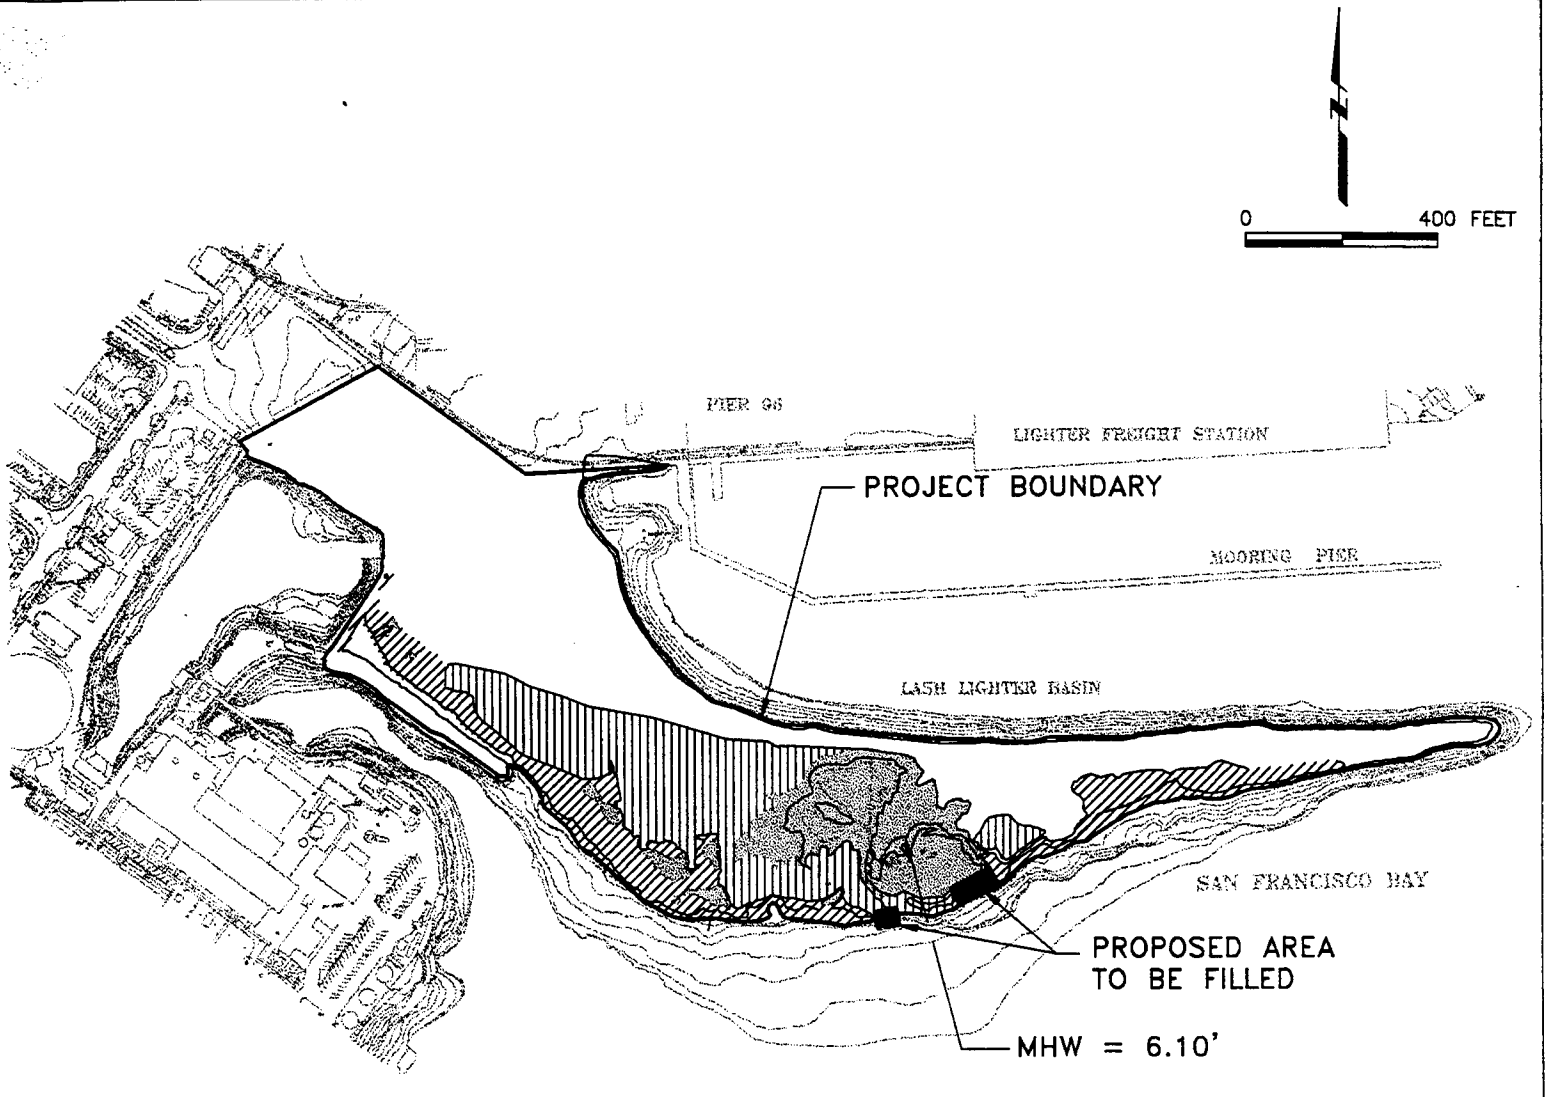 N
0 400 FEET
PIER 96
LIGHTER FREIGHT STATION
PROJECT BOUNDARY
MOORING PIER
LASH LIGHTER BASIN
SAN FRANCISCO BAY
PROPOSED AREA
TO BE FILLED
MHW = 6.10'